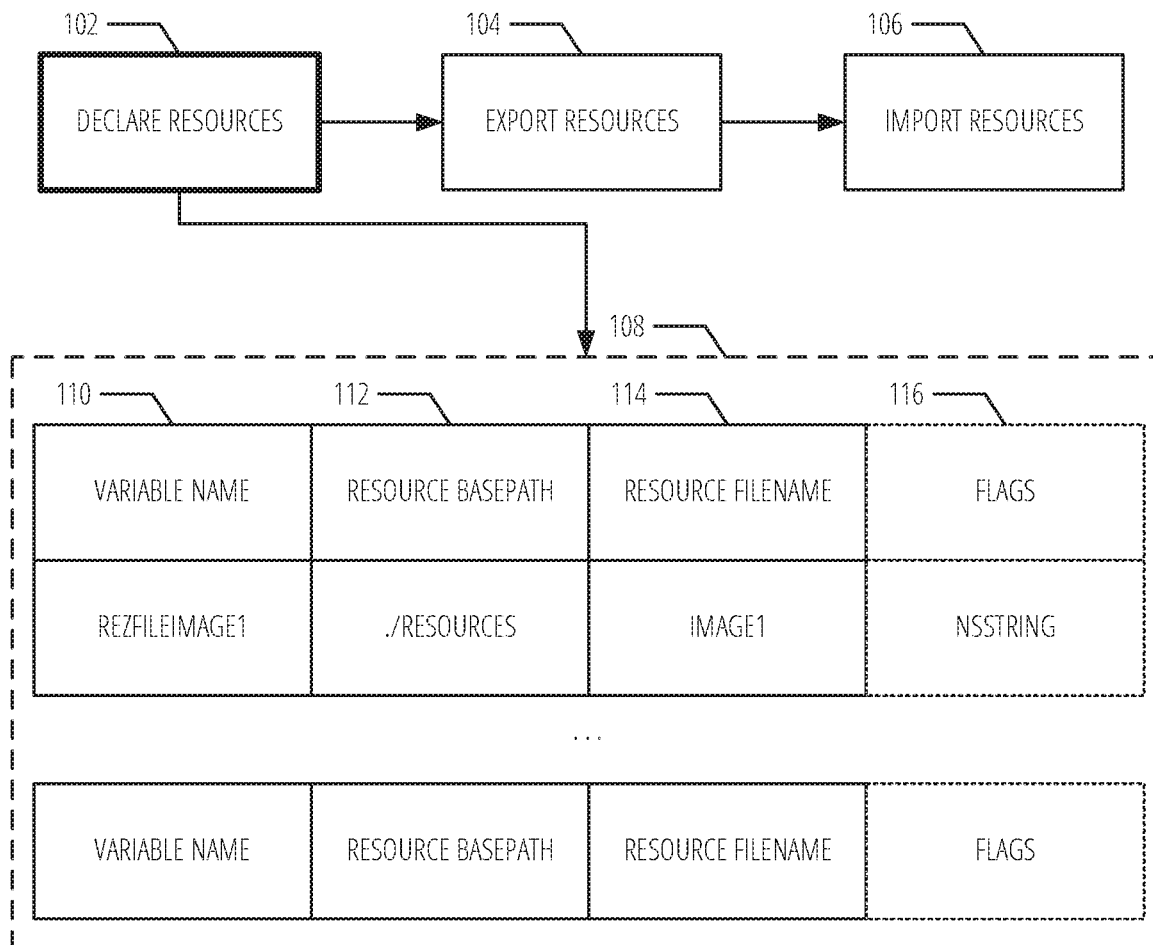 102
104
106
DECLARE RESOURCES
EXPORT RESOURCES
IMPORT RESOURCES
108
110
112
114
116
VARIABLE NAME
RESOURCE BASEPATH
RESOURCE FILENAME
FLAGS
REZFILEIMAGE1
./RESOURCES
IMAGE1
NSSTRING
...
VARIABLE NAME
RESOURCE BASEPATH
RESOURCE FILENAME
FLAGS